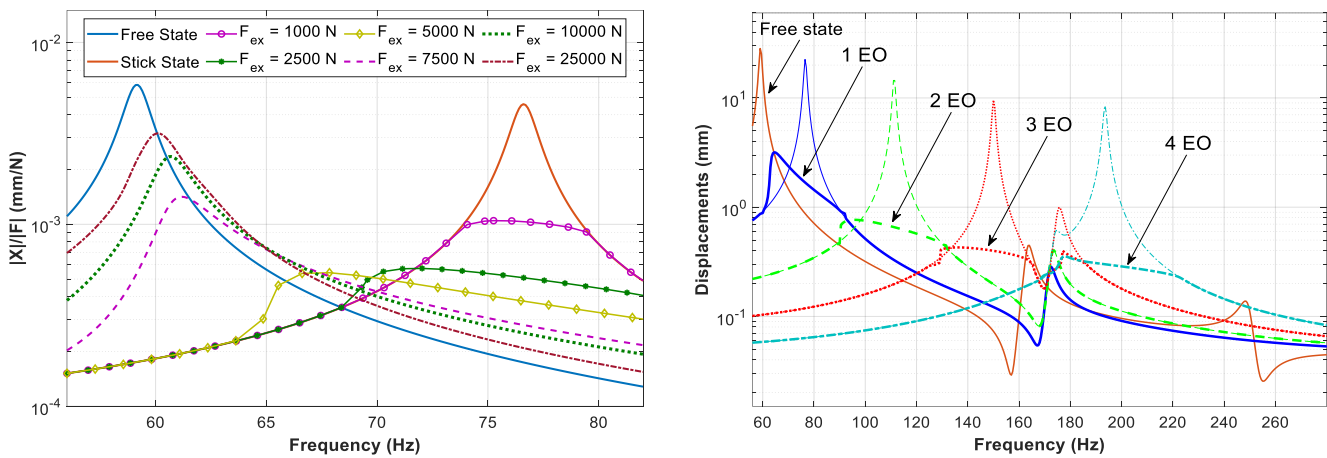 Free State F_ex = 1000 N F_ex = 5000 N F_ex = 10000 N
Stick State F_ex = 2500 N F_ex = 7500 N F_ex = 25000 N
10^-2
10^-3
10^-4
|X|/|F| (mm/N)
60 65 70 75 80
Frequency (Hz)
Free state
1 EO
2 EO
3 EO
4 EO
10^1
10^0
10^-1
Displacements (mm)
60 80 100 120 140 160 180 200 220 240 260
Frequency (Hz)